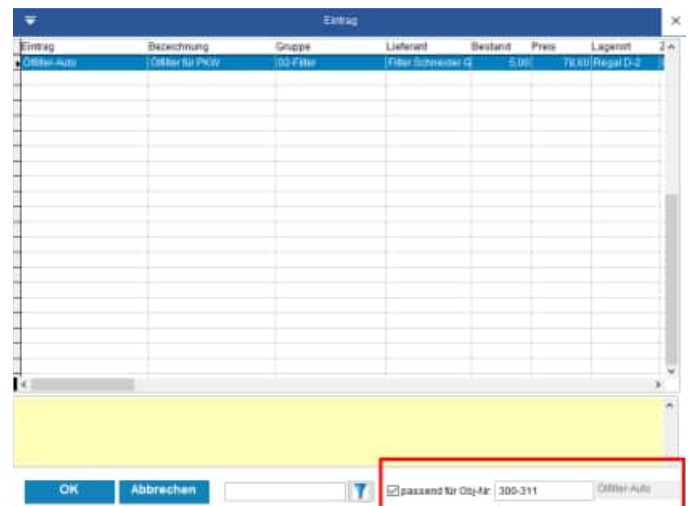 Eintrag
Eintrag Bezeichnung Gruppe Lieferant Bestand Preis Lagerort
Ölfilter-Auto Ölfilter für PKW 02-Filter Filter Schneider G 5,00 78,60 Regal D-2
OK Abbrechen passend für Obj-Nr. 300-311 Ölfilter-Auto